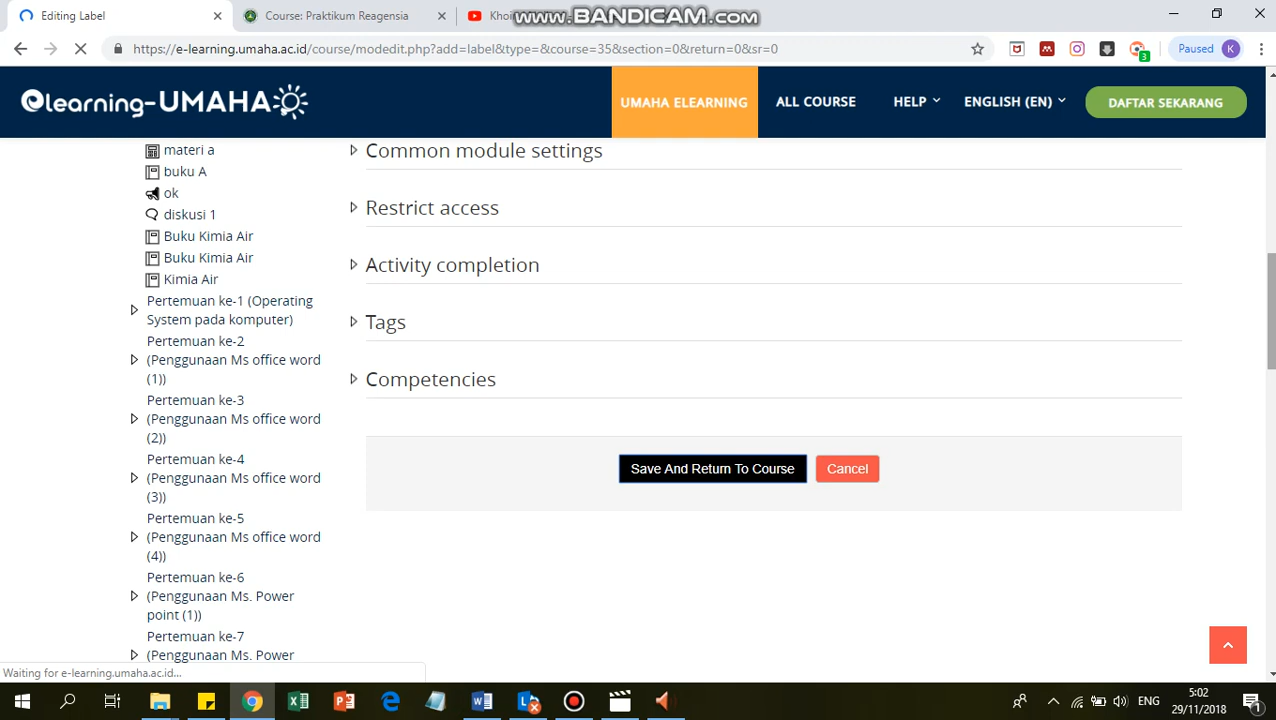 Editing Label
Course: Praktikum Reagensia
Khoi
www.BANDICAM.com
https://e-learning.umaha.ac.id/course/modedit.php?add=label&type=&course=35&section=0&return=0&sr=0
3
Paused K
elearning-UMAHA
UMAHA ELEARNING
ALL COURSE
HELP
ENGLISH (EN)
DAFTAR SEKARANG
materi a
buku A
ok
diskusi 1
Buku Kimia Air
Buku Kimia Air
Kimia Air
Pertemuan ke-1 (Operating
System pada komputer)
Pertemuan ke-2
(Penggunaan Ms office word
(1))
Pertemuan ke-3
(Penggunaan Ms office word
(2))
Pertemuan ke-4
(Penggunaan Ms office word
(3))
Pertemuan ke-5
(Penggunaan Ms office word
(4))
Pertemuan ke-6
(Penggunaan Ms. Power
point (1))
Pertemuan ke-7
(Penggunaan Ms. Power
Common module settings
Restrict access
Activity completion
Tags
Competencies
Save And Return To Course
Cancel
Waiting for e-learning.umaha.ac.id...
ENG
5:02
29/11/2018
1